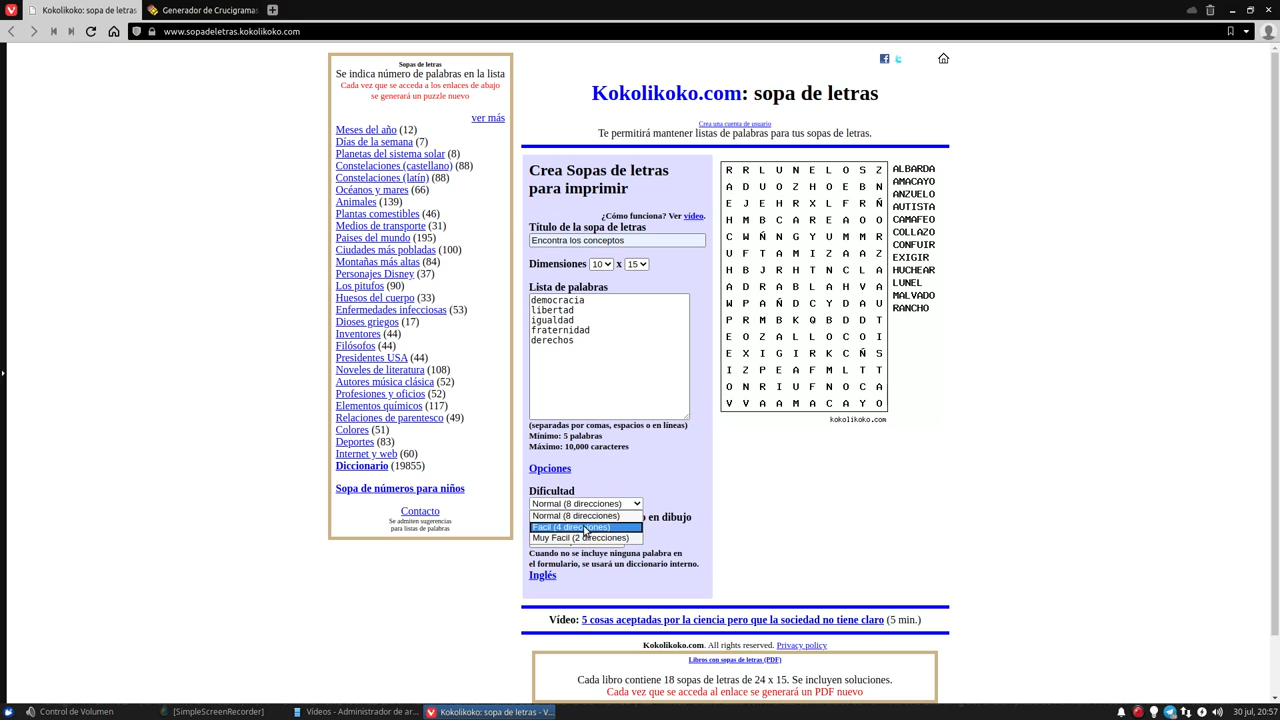 Kokolikoko: sopa de letras
Generador de Crucigramas
www.sopadeletras.kokolikoko.com
Sopas de letras
Se indica número de palabras en la lista
Cada vez que se acceda a los enlaces de abajo
se generará un puzzle nuevo
ver más
Meses del año (12)
Días de la semana (7)
Planetas del sistema solar (8)
Constelaciones (castellano) (88)
Constelaciones (latín) (88)
Océanos y mares (66)
Animales (139)
Plantas comestibles (46)
Medios de transporte (31)
Paises del mundo (195)
Ciudades más pobladas (100)
Montañas más altas (84)
Personajes Disney (37)
Los pitufos (90)
Huesos del cuerpo (33)
Enfermedades infecciosas (53)
Dioses griegos (17)
Inventores (44)
Filósofos (44)
Presidentes USA (44)
Noveles de literatura (108)
Autores música clásica (52)
Profesiones y oficios (52)
Elementos químicos (117)
Relaciones de parentesco (49)
Colores (51)
Deportes (83)
Internet y web (60)
Diccionario (19855)
Sopa de números para niños
Contacto
Se admiten sugerencias
para listas de palabras
Kokolikoko.com: sopa de letras
Crea una cuenta de usuario
Te permitirá mantener listas de palabras para tus sopas de letras.
Crea Sopas de letras
para imprimir
¿Cómo funciona? Ver vídeo.
Título de la sopa de letras
Encontra los conceptos
Dimensiones 10 x 15
Lista de palabras
democracia
libertad
igualdad
fraternidad
derechos
(separadas por comas, espacios o en líneas)
Mínimo: 5 palabras
Máximo: 10,000 caracteres
Opciones
Dificultad
Normal (8 direcciones)
Normal (8 direcciones)
o en dibujo
Facil (4 direcciones)
Muy Facil (2 direcciones)
Cuando no se incluye ninguna palabra en
el formulario, se usará un diccionario interno.
Inglés
R R L U N E L O S Z
A D U O Z H O E B N
E J E H R X L F R Ñ
H M B C A R E A O O
C W Ñ N G Y U M M R
U F T A M I Z A A Z
H B J R H T N C L A
A D R A B L A H V A
W P A Ñ D C Y D A U
P R M B K Q B D D T
E O Z A L L O C O I
E X I G I R K C Ñ S
I Z P E A F M L T T
O N R I U F N O C A
V V A A M A C A Y O
kokolikoko.com
ALBARDA
AMACAYO
ANZUELO
AUTISTA
CAMAFEO
COLLAZO
CONFUIR
EXIGIR
HUCHEAR
LUNEL
MALVADO
RANCHO
Vídeo: 5 cosas aceptadas por la ciencia pero que la sociedad no tiene claro (5 min.)
Kokolikoko.com. All rights reserved. Privacy policy
Libros con sopas de letras (PDF)
Cada libro contiene 18 sopas de letras de 24 x 15. Se incluyen soluciones.
Cada vez que se acceda al enlace se generará un PDF nuevo
Control de Volumen
[SimpleScreenRecorder]
Vídeos - Administrador de ar...
Kokolikoko: sopa de letras - V...
30 jul, 20:57